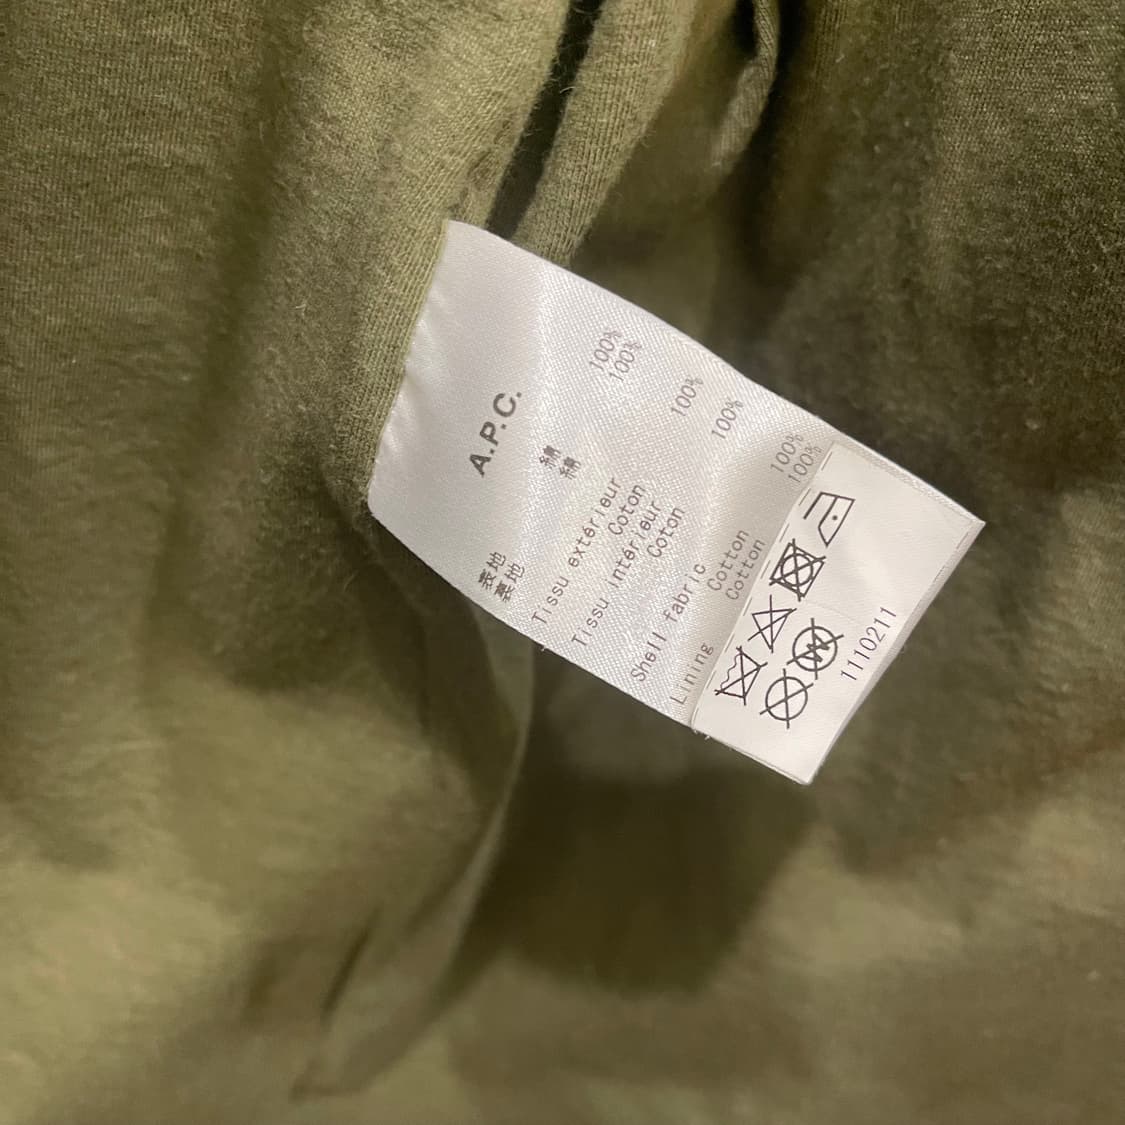 A.P.C.
表地 綿 100%
裏地 綿 100%
Tissu extérieur
Coton 100%
Tissu intérieur
Coton 100%
Shell fabric
Cotton 100%
Lining Cotton 100%
W
1110211